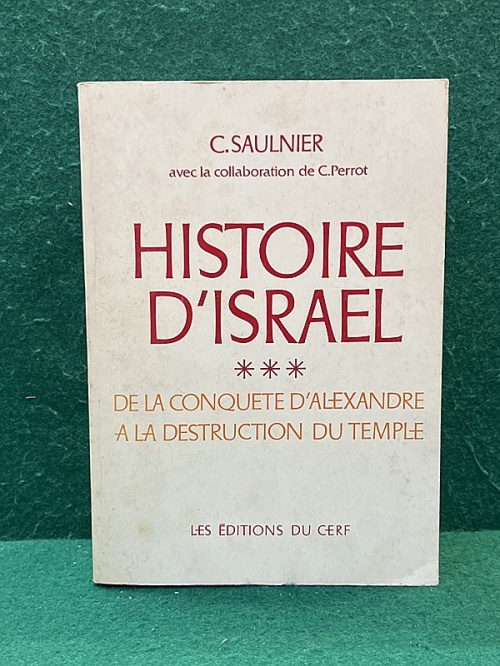 C. SAULNIER
avec la collaboration de C. Perrot
HISTOIRE
D'ISRAEL
***
DE LA CONQUETE D'ALEXANDRE
A LA DESTRUCTION DU TEMPLE
LES ÉDITIONS DU CERF